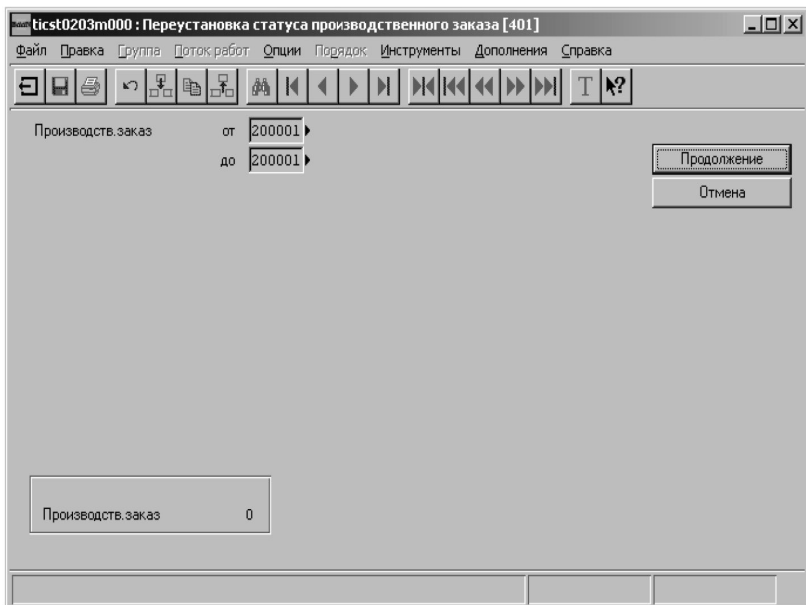 ticst0203m000 : Переустановка статуса производственного заказа [401]
Файл Правка Группа Поток работ Опции Порядок Инструменты Дополнения Справка
T ?
Производств.заказ от 200001
до 200001
Продолжение
Отмена
Производств.заказ 0